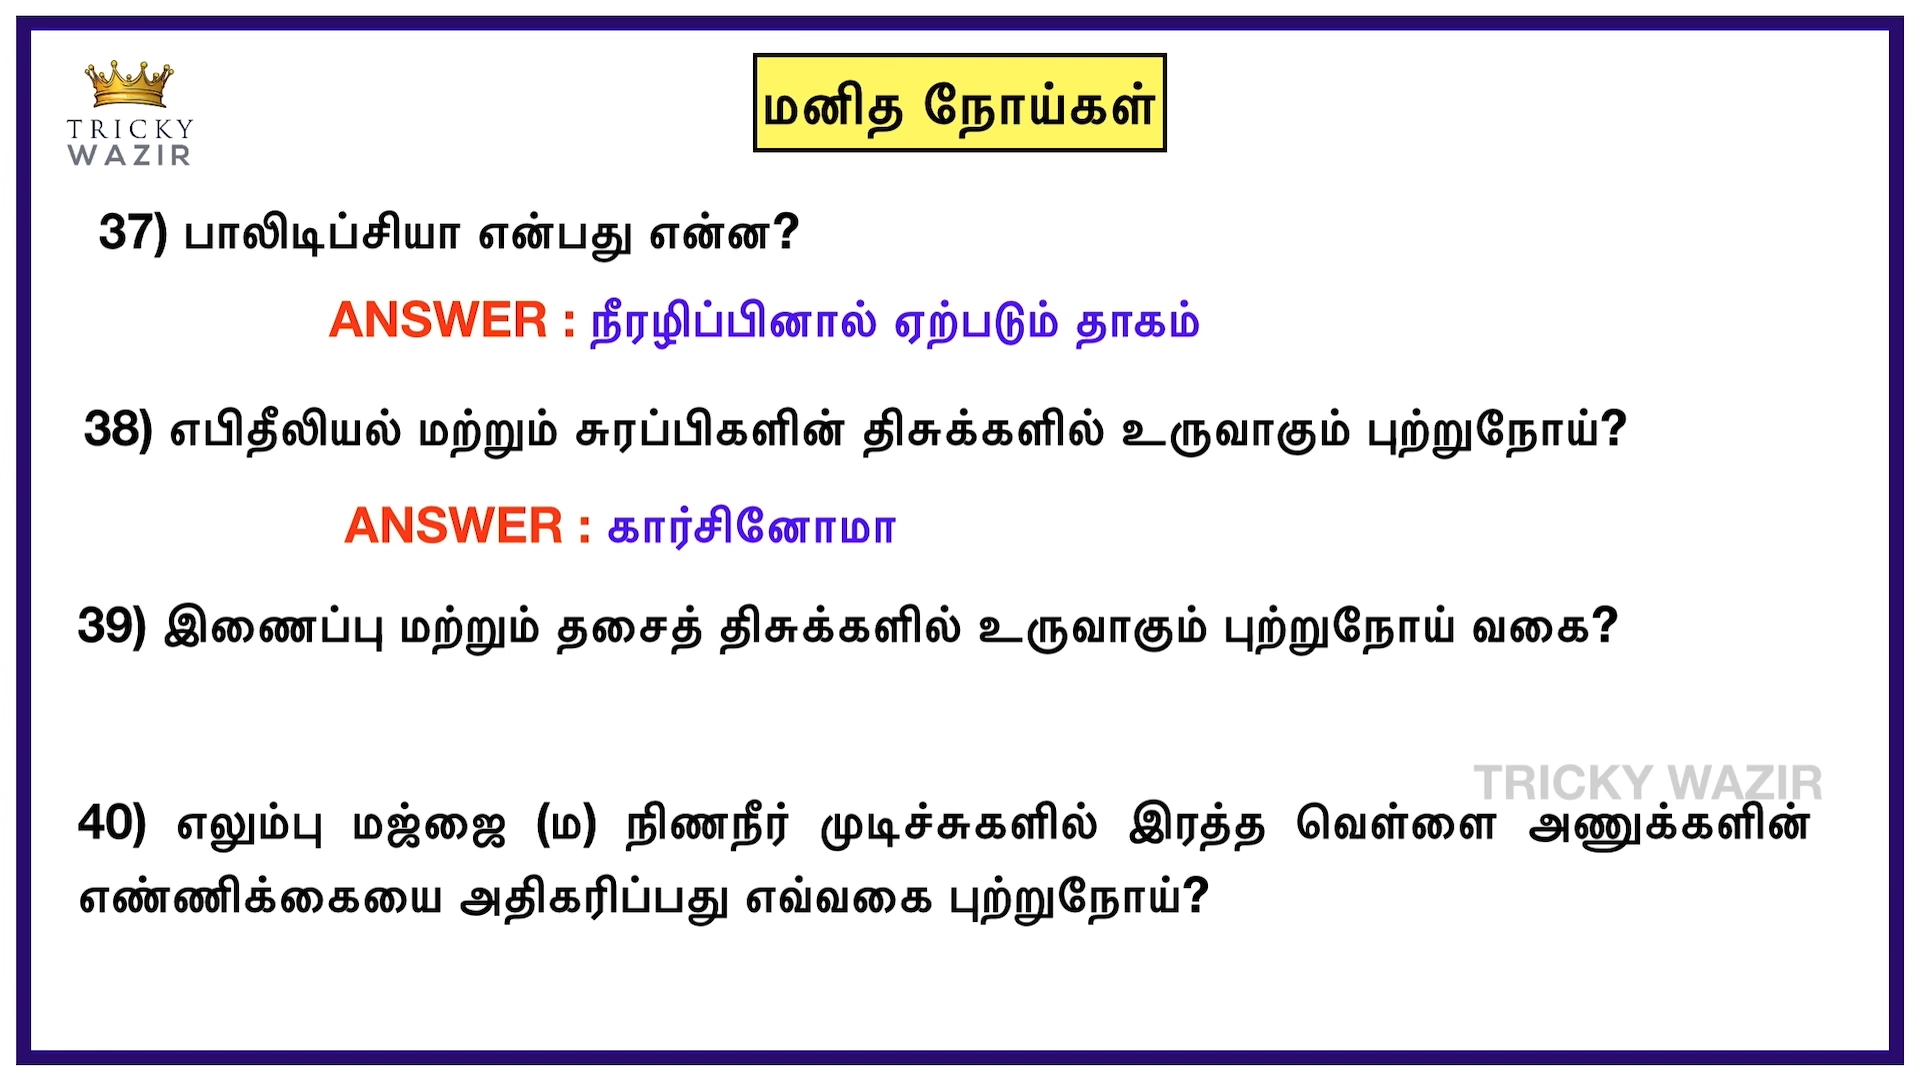 TRICKY
WAZIR
மனித நோய்கள்
37) பாலிடிப்சியா என்பது என்ன?
ANSWER : நீரழிப்பினால் ஏற்படும் தாகம்
38) எபிதீலியல் மற்றும் சுரப்பிகளின் திசுக்களில் உருவாகும் புற்றுநோய்?
ANSWER : கார்சினோமா
39) இணைப்பு மற்றும் தசைத் திசுக்களில் உருவாகும் புற்றுநோய் வகை?
TRICKY WAZIR
40) எலும்பு மஜ்ஜை (ம) நிணநீர் முடிச்சுகளில் இரத்த வெள்ளை அணுக்களின்
எண்ணிக்கையை அதிகரிப்பது எவ்வகை புற்றுநோய்?